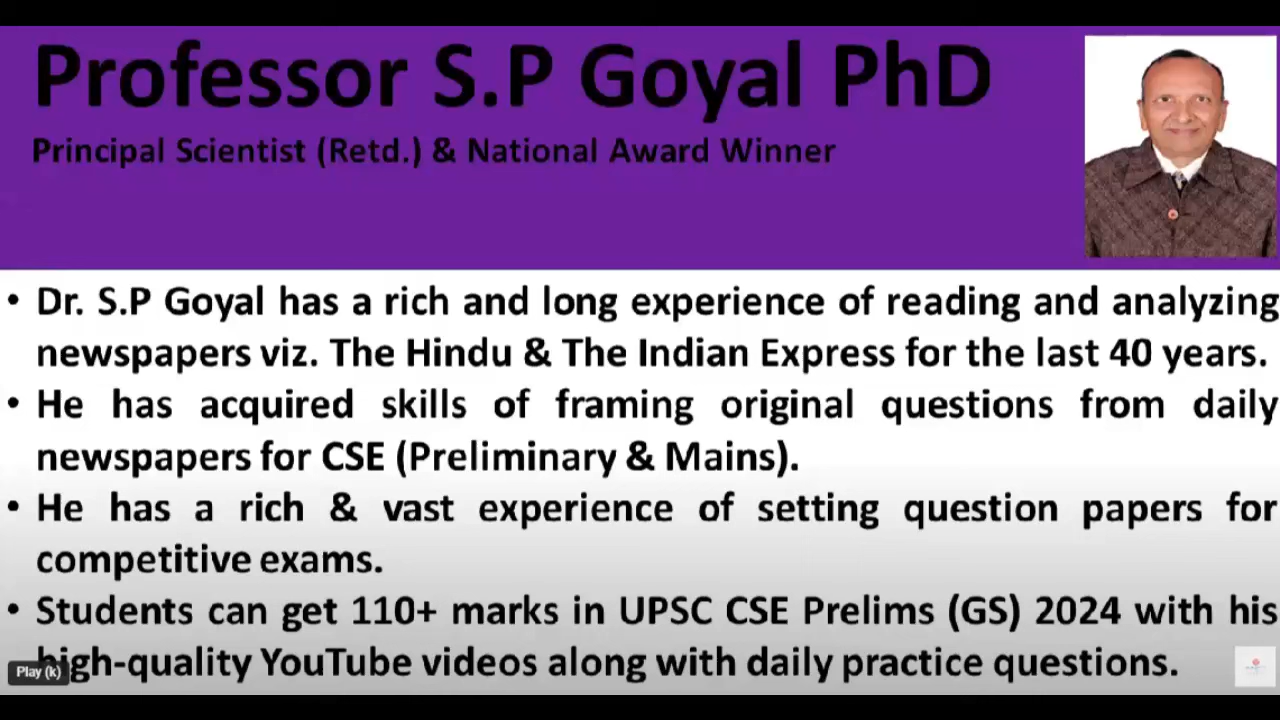 Professor S.P Goyal PhD
Principal Scientist (Retd.) & National Award Winner
• Dr. S.P Goyal has a rich and long experience of reading and analyzing
newspapers viz. The Hindu & The Indian Express for the last 40 years.
• He has acquired skills of framing original questions from daily
newspapers for CSE (Preliminary & Mains).
• He has a rich & vast experience of setting question papers for
competitive exams.
• Students can get 110+ marks in UPSC CSE Prelims (GS) 2024 with his
high-quality YouTube videos along with daily practice questions.
Play (k)